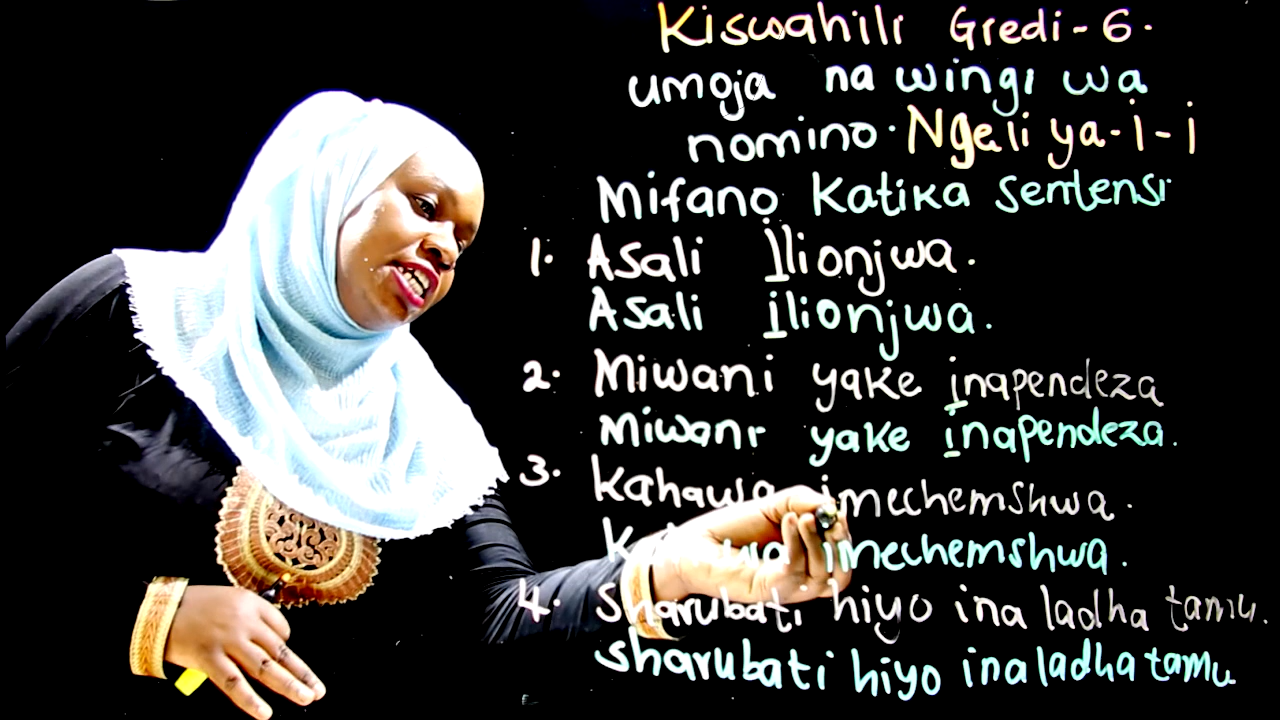 Kiswahili Gredi-6.
umoja na wingi wa
nomino. Ngeli ya-i-i
Mifano Katika Sentensi
1. Asali Ilionjwa.
Asali ilionjwa.
2. Miwani yake inapendeza
Miwani yake inapendeza.
3. Kahawa imechemshwa.
imechemshwa.
4. Sharubati hiyo ina ladha tamu.
sharubati hiyo ina ladha tamu